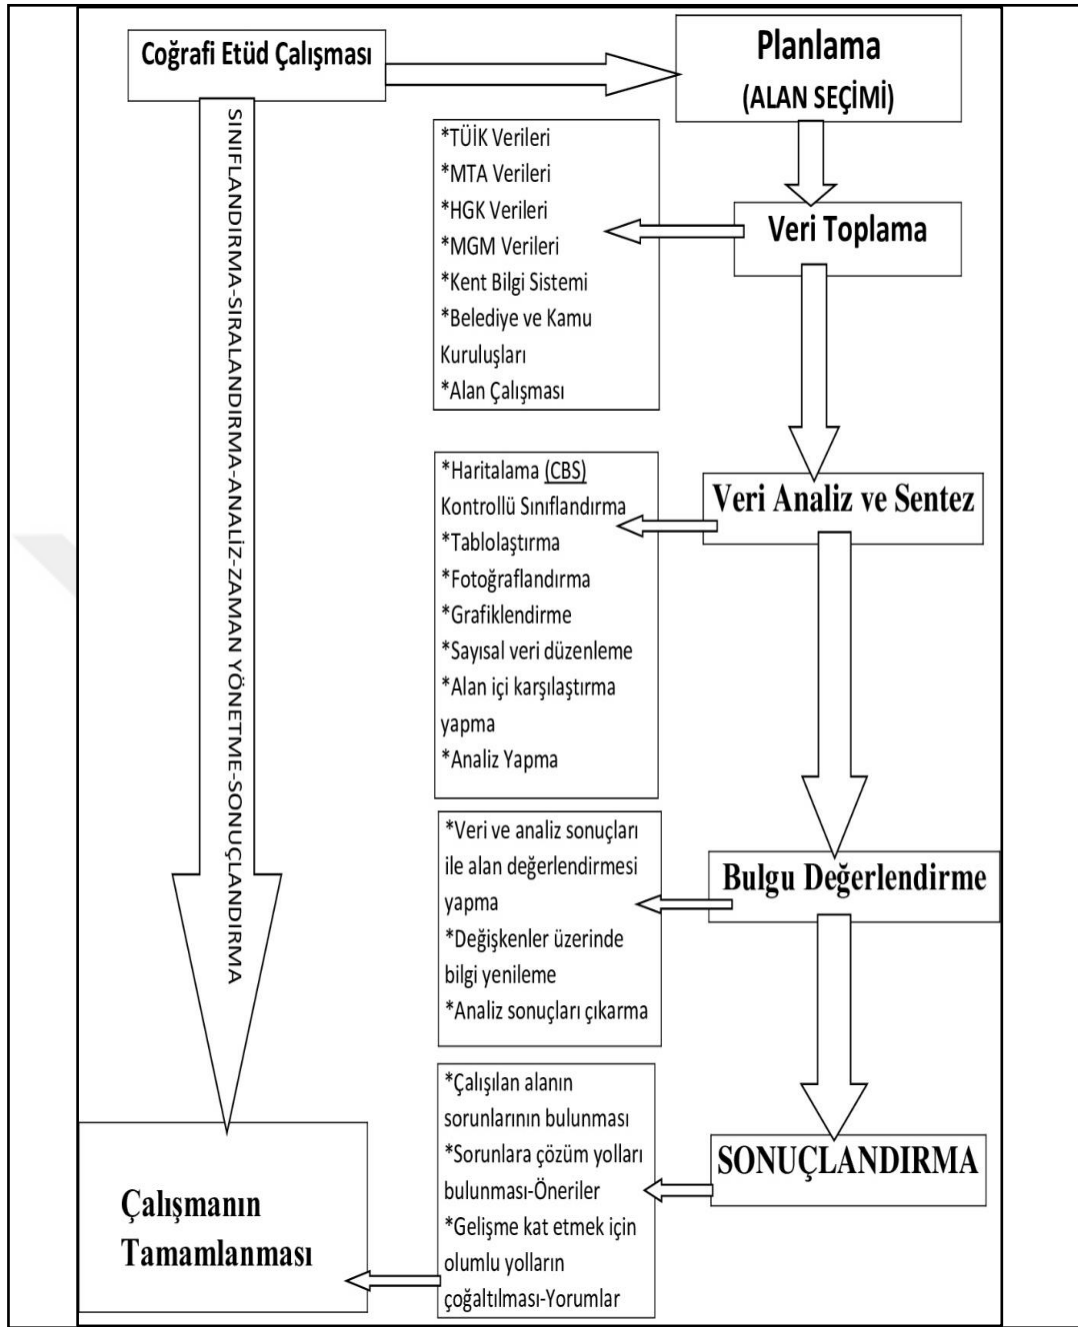 Coğrafi Etüd Çalışması
Planlama
(ALAN SEÇİMİ)
SINIFLANDIRMA-SIRALANDIRMA-ANALİZ-ZAMAN YÖNETME-SONUÇLANDIRMA
*TÜİK Verileri
*MTA Verileri
*HGK Verileri
*MGM Verileri
*Kent Bilgi Sistemi
*Belediye ve Kamu
Kuruluşları
*Alan Çalışması
Veri Toplama
*Haritalama (CBS)
Kontrollü Sınıflandırma
*Tablolaştırma
*Fotoğraflandırma
*Grafiklendirme
*Sayısal veri düzenleme
*Alan içi karşılaştırma
yapma
*Analiz Yapma
Veri Analiz ve Sentez
*Veri ve analiz sonuçları
ile alan değerlendirmesi
yapma
*Değişkenler üzerinde
bilgi yenileme
*Analiz sonuçları çıkarma
Bulgu Değerlendirme
*Çalışılan alanın
sorunlarının bulunması
*Sorunlara çözüm yolları
bulunması-Öneriler
*Gelişme kat etmek için
olumlu yolların
çoğaltılması-Yorumlar
SONUÇLANDIRMA
Çalışmanın
Tamamlanması